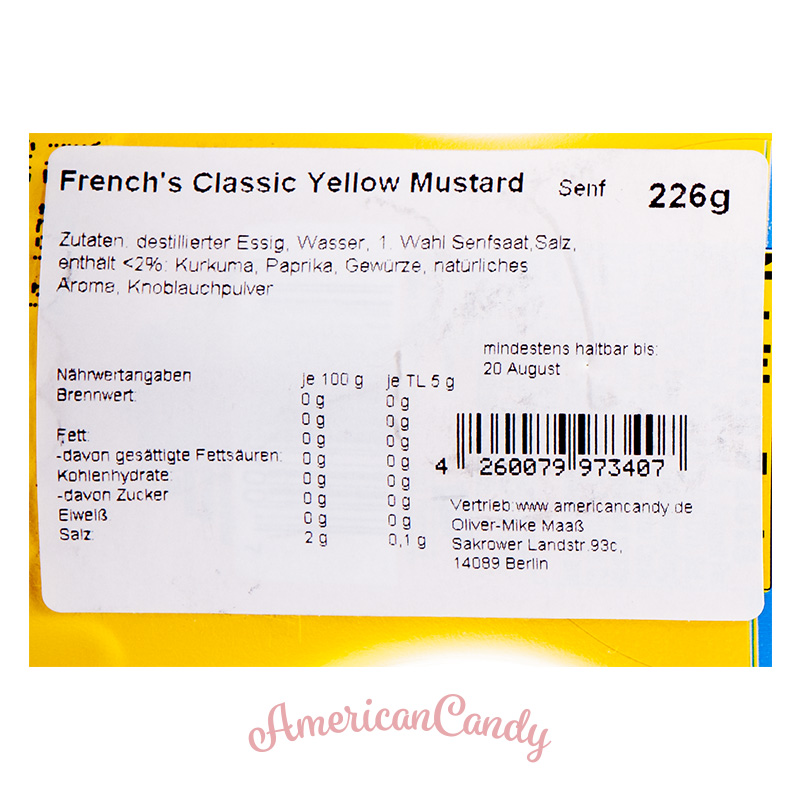 French's Classic Yellow Mustard Senf 226g
Zutaten: destillierter Essig, Wasser, 1. Wahl Senfsaat,Salz,
enthält <2%: Kurkuma, Paprika, Gewürze, natürliches
Aroma, Knoblauchpulver
mindestens haltbar bis:
20 August
Nährwertangaben je 100 g je TL 5 g
Brennwert: 0 g 0 g
0 g 0 g
Fett: 0 g 0 g
-davon gesättigte Fettsäuren: 0 g 0 g
Kohlenhydrate: 0 g 0 g
-davon Zucker 0 g 0 g
Eiweiß 0 g 0 g
Salz: 2 g 0,1 g
4 260079 973407
Vertrieb:www.americancandy.de
Oliver-Mike Maaß
Sakrower Landstr.93c,
14089 Berlin
AmericanCandy